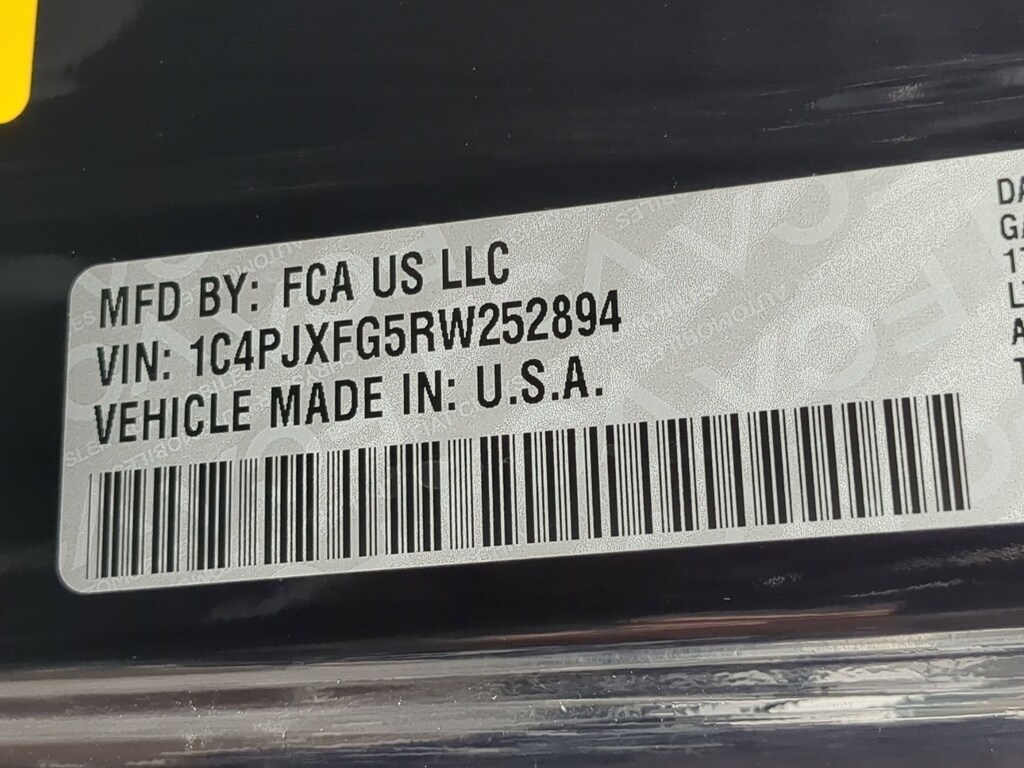 MFD BY: FCA US LLC
VIN: 1C4PJXFG5RW252894
VEHICLE MADE IN: U.S.A.